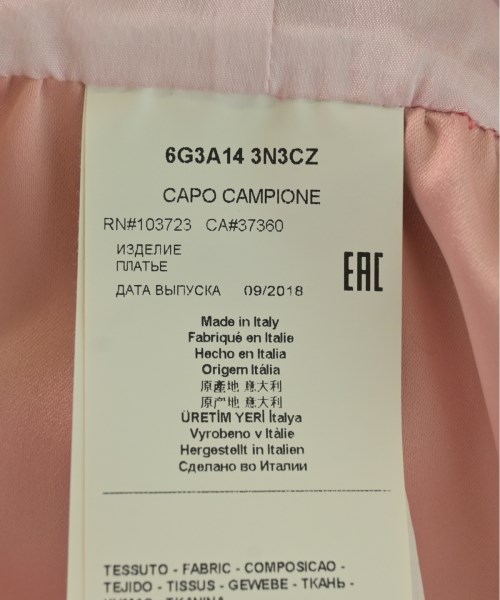 6G3A14 3N3CZ
CAPO CAMPIONE
RN#103723 CA#37360
ИЗДЕЛИЕ
ПЛАТЬЕ
ДАТА ВЫПУСКА 09/2018
EAC
Made in Italy
Fabriqué en Italie
Hecho en Italia
Origem Itália
原產地 意大利
原产地 意大利
ÜRETİM YERİ İtalya
Vyrobeno v Itálie
Hergestellt in Italien
Сделано во Италии
TESSUTO - FABRIC - COMPOSICAO -
TEJIDO - TISSUS - GEWEBE - ТКАНЬ -